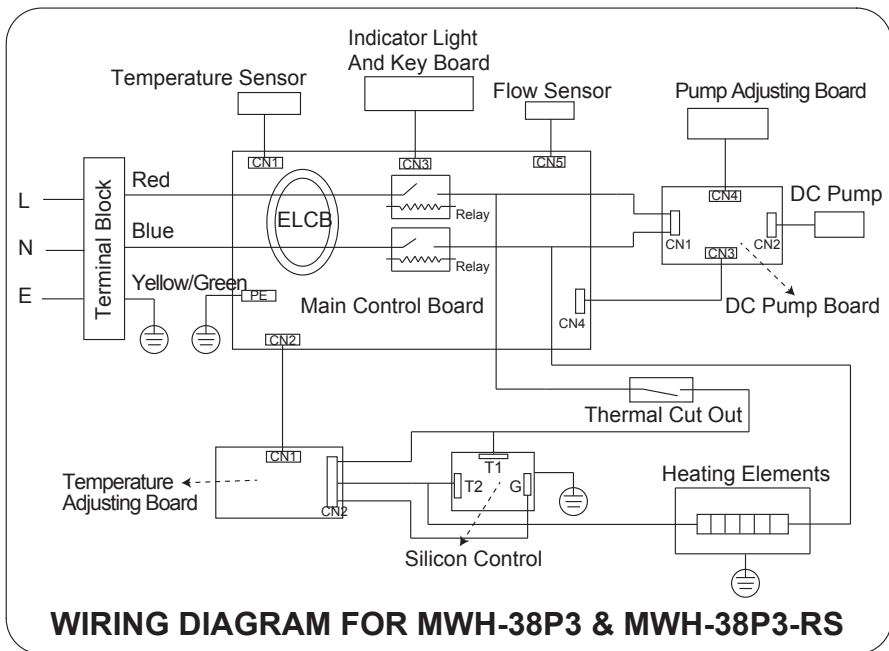 Indicator Light
And Key Board
Temperature Sensor
Flow Sensor
Pump Adjusting Board
CN1
CN3
CN5
CN4
DC Pump
L
Red
Relay
ELCB
CN1
CN2
N
Blue
Relay
CN3
Terminal Block
E
Yellow/Green
PE
Main Control Board
CN4
DC Pump Board
CN2
Thermal Cut Out
CN1
T1
Heating Elements
Temperature
Adjusting Board
T2
G
CN2
Silicon Control
WIRING DIAGRAM FOR MWH-38P3 & MWH-38P3-RS